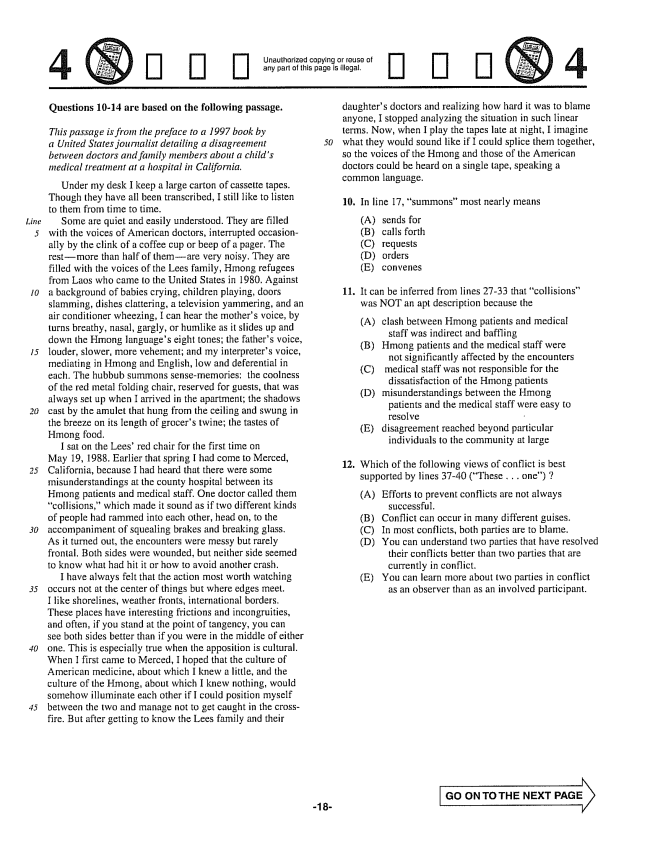 4
Unauthorized copying or reuse of
any part of this page is illegal.
4
Questions 10-14 are based on the following passage.
This passage is from the preface to a 1997 book by
a United States journalist detailing a disagreement
between doctors and family members about a child's
medical treatment at a hospital in California.
Under my desk I keep a large carton of cassette tapes.
Though they have all been transcribed, I still like to listen
to them from time to time.
Line Some are quiet and easily understood. They are filled
5 with the voices of American doctors, interrupted occasion-
ally by the clink of a coffee cup or beep of a pager. The
rest—more than half of them—are very noisy. They are
filled with the voices of the Lees family, Hmong refugees
from Laos who came to the United States in 1980. Against
10 a background of babies crying, children playing, doors
slamming, dishes clattering, a television yammering, and an
air conditioner wheezing, I can hear the mother's voice, by
turns breathy, nasal, gargly, or humlike as it slides up and
down the Hmong language's eight tones; the father's voice,
15 louder, slower, more vehement; and my interpreter's voice,
mediating in Hmong and English, low and deferential in
each. The hubbub summons sense-memories: the coolness
of the red metal folding chair, reserved for guests, that was
always set up when I arrived in the apartment; the shadows
20 cast by the amulet that hung from the ceiling and swung in
the breeze on its length of grocer's twine; the tastes of
Hmong food.
I sat on the Lees' red chair for the first time on
May 19, 1988. Earlier that spring I had come to Merced,
25 California, because I had heard that there were some
misunderstandings at the county hospital between its
Hmong patients and medical staff. One doctor called them
"collisions," which made it sound as if two different kinds
of people had rammed into each other, head on, to the
30 accompaniment of squealing brakes and breaking glass.
As it turned out, the encounters were messy but rarely
frontal. Both sides were wounded, but neither side seemed
to know what had hit it or how to avoid another crash.
I have always felt that the action most worth watching
35 occurs not at the center of things but where edges meet.
I like shorelines, weather fronts, international borders.
These places have interesting frictions and incongruities,
and often, if you stand at the point of tangency, you can
see both sides better than if you were in the middle of either
40 one. This is especially true when the apposition is cultural.
When I first came to Merced, I hoped that the culture of
American medicine, about which I knew a little, and the
culture of the Hmong, about which I knew nothing, would
somehow illuminate each other if I could position myself
45 between the two and manage not to get caught in the cross-
fire. But after getting to know the Lees family and their
daughter's doctors and realizing how hard it was to blame
anyone, I stopped analyzing the situation in such linear
terms. Now, when I play the tapes late at night, I imagine
50 what they would sound like if I could splice them together,
so the voices of the Hmong and those of the American
doctors could be heard on a single tape, speaking a
common language.
10. In line 17, "summons" most nearly means
(A) sends for
(B) calls forth
(C) requests
(D) orders
(E) convenes
11. It can be inferred from lines 27-33 that "collisions"
was NOT an apt description because the
(A) clash between Hmong patients and medical
staff was indirect and baffling
(B) Hmong patients and the medical staff were
not significantly affected by the encounters
(C) medical staff was not responsible for the
dissatisfaction of the Hmong patients
(D) misunderstandings between the Hmong
patients and the medical staff were easy to
resolve
(E) disagreement reached beyond particular
individuals to the community at large
12. Which of the following views of conflict is best
supported by lines 37-40 ("These . . . one") ?
(A) Efforts to prevent conflicts are not always
successful.
(B) Conflict can occur in many different guises.
(C) In most conflicts, both parties are to blame.
(D) You can understand two parties that have resolved
their conflicts better than two parties that are
currently in conflict.
(E) You can learn more about two parties in conflict
as an observer than as an involved participant.
GO ON TO THE NEXT PAGE
-18-